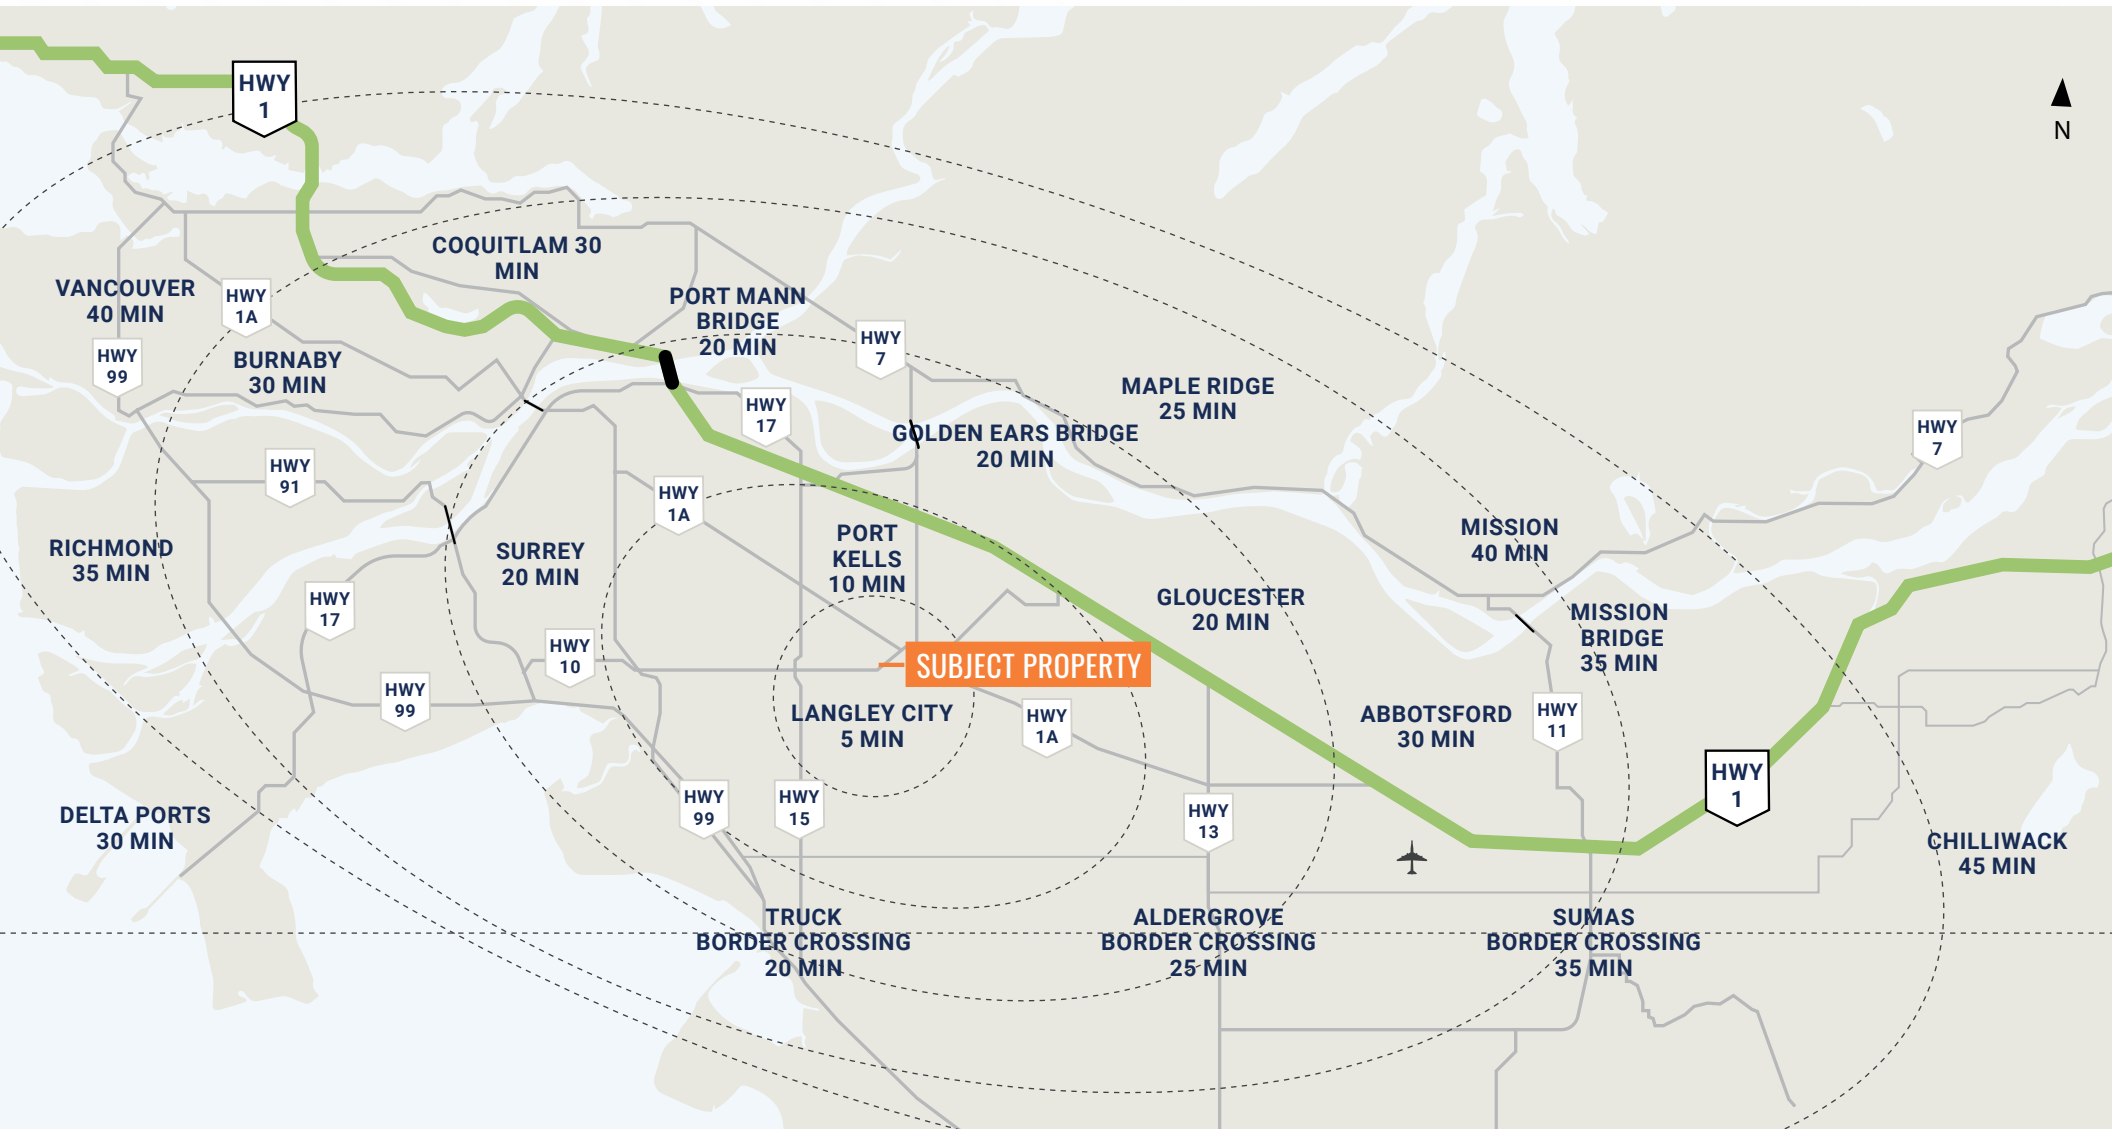 HWY
1
N
COQUITLAM 30
MIN
VANCOUVER
40 MIN
HWY
1A
PORT MANN
BRIDGE
20 MIN
HWY
7
HWY
99
BURNABY
30 MIN
MAPLE RIDGE
25 MIN
HWY
17
GOLDEN EARS BRIDGE
20 MIN
HWY
7
HWY
91
HWY
1A
PORT
KELLS
10 MIN
MISSION
40 MIN
RICHMOND
35 MIN
SURREY
20 MIN
HWY
17
GLOUCESTER
20 MIN
MISSION
BRIDGE
35 MIN
HWY
10
SUBJECT PROPERTY
HWY
99
LANGLEY CITY
5 MIN
HWY
1A
ABBOTSFORD
30 MIN
HWY
11
HWY
1
DELTA PORTS
30 MIN
HWY
99
HWY
15
HWY
13
CHILLIWACK
45 MIN
TRUCK
BORDER CROSSING
20 MIN
ALDERGROVE
BORDER CROSSING
25 MIN
SUMAS
BORDER CROSSING
35 MIN